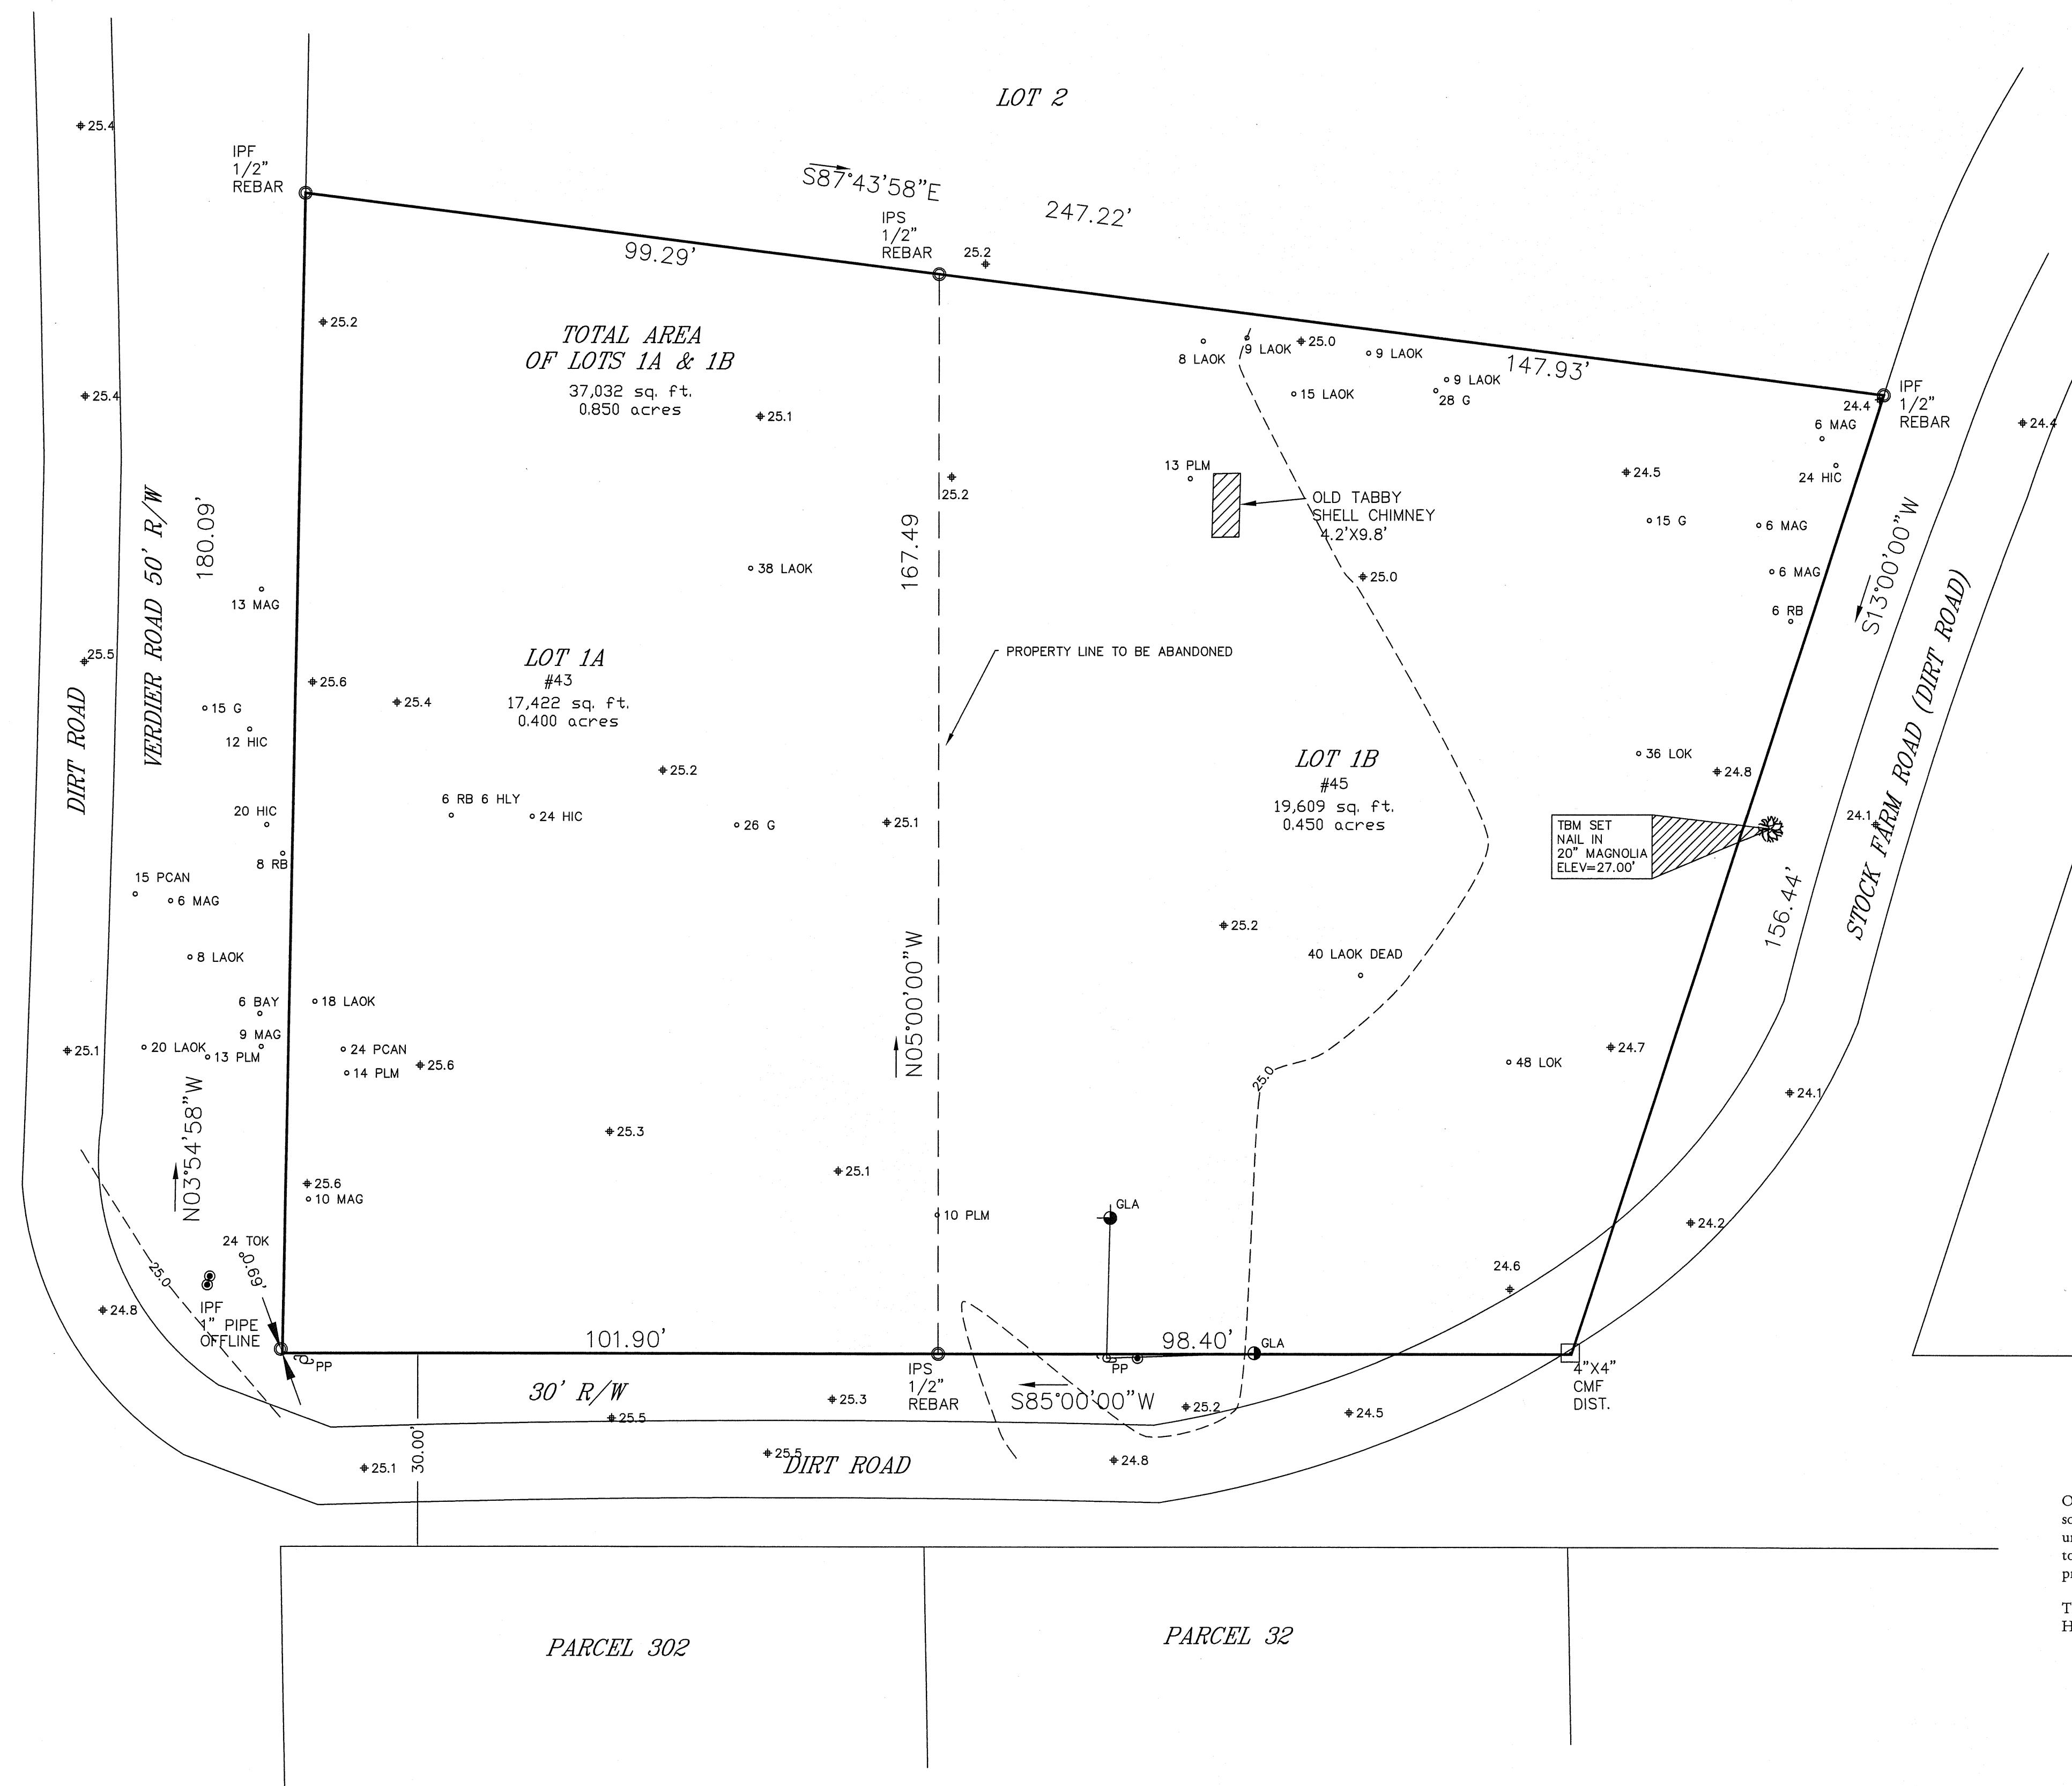 LOT 2
25.4
IPF
1/2"
REBAR
S87°43'58"E
247.22'
IPS
1/2"
REBAR
25.2
99.29'
25.2
TOTAL AREA
OF LOTS 1A & 1B
37,032 sq. ft.
0.850 acres
25.1
8 LAOK
9 LAOK
25.0
9 LAOK
147.93'
9 LAOK
15 LAOK
28 G
IPF
1/2"
REBAR
24.4
6 MAG
24 HIC
24.4
25.4
25.2
13 PLM
OLD TABBY
SHELL CHIMNEY
4.2'X9.8'
24.5
15 G
6 MAG
6 MAG
6 RB
S13°00'00"W
180.09'
VERDIER ROAD 50' R/W
167.49
38 LAOK
25.0
13 MAG
PROPERTY LINE TO BE ABANDONED
25.5
25.6
25.4
LOT 1A
#43
17,422 sq. ft.
0.400 acres
15 G
12 HIC
DIRT ROAD
25.2
LOT 1B
#45
19,609 sq. ft.
0.450 acres
36 LOK
24.8
STOCK FARM ROAD (DIRT ROAD)
20 HIC
8 RB
6 RB 6 HLY
24 HIC
26 G
25.1
TBM SET
NAIL IN
20" MAGNOLIA
ELEV=27.00'
24.1
156.44'
15 PCAN
6 MAG
8 LAOK
25.2
40 LAOK DEAD
N05°00'00"W
6 BAY
18 LAOK
9 MAG
20 LAOK
13 PLM
24 PCAN
14 PLM
25.1
25.6
25.0
48 LOK
24.7
24.1
N03°54'58"W
25.3
25.1
25.6
10 MAG
10 PLM
GLA
24.2
24 TOK
0.69'
25.0
24.8
24.6
IPF
1" PIPE
OFFLINE
PP
101.90'
98.40'
GLA
PP
IPS
1/2"
REBAR
S85°00'00"W
4"X4"
CMF
DIST.
30' R/W
25.5
25.3
25.2
24.5
30.00'
25.1
25.5
DIRT ROAD
24.8
PARCEL 302
PARCEL 32